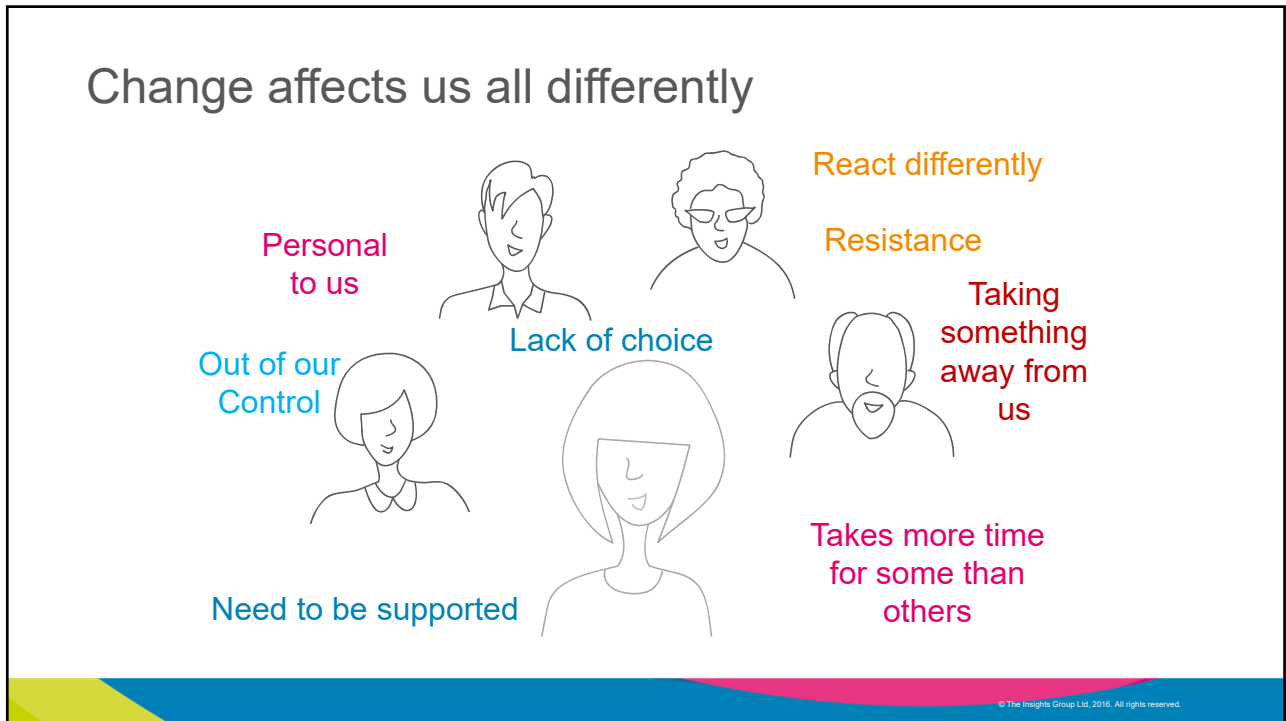 Change affects us all differently
React differently
Personal
to us
Resistance
Taking
something
away from
us
Lack of choice
Out of our
Control
Takes more time
for some than
others
Need to be supported
© The Insights Group Ltd, 2016. All rights reserved.